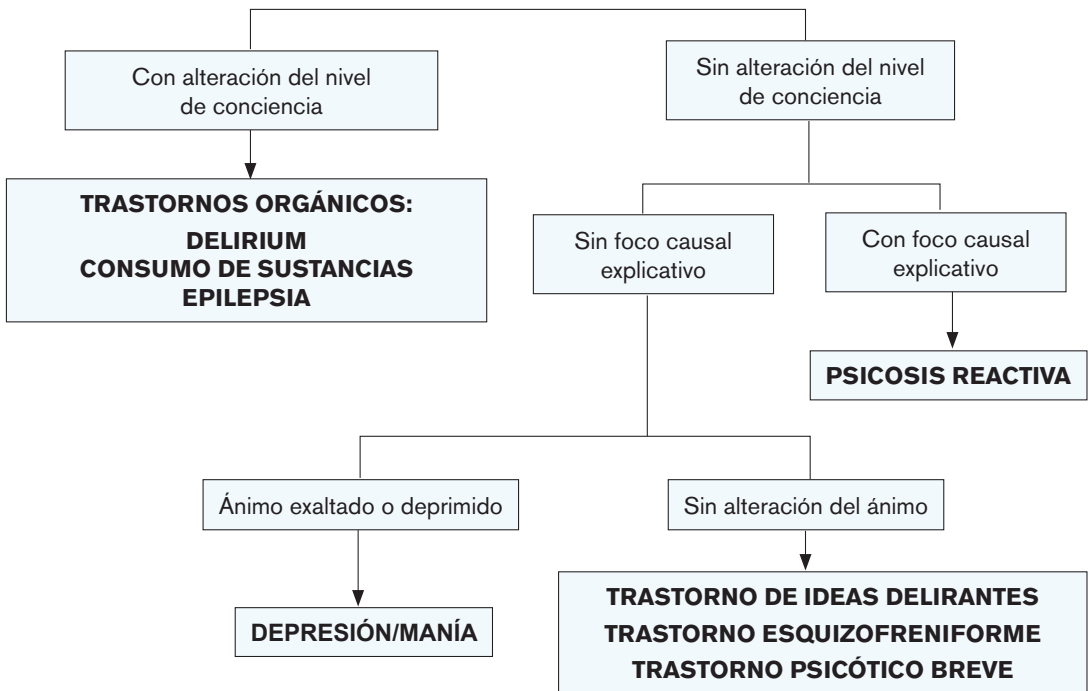 Con alteración del nivel
de conciencia
Sin alteración del nivel
de conciencia
TRASTORNOS ORGÁNICOS:
DELIRIUM
CONSUMO DE SUSTANCIAS
EPILEPSIA
Sin foco causal
explicativo
Con foco causal
explicativo
PSICOSIS REACTIVA
Ánimo exaltado o deprimido
Sin alteración del ánimo
DEPRESIÓN/MANÍA
TRASTORNO DE IDEAS DELIRANTES
TRASTORNO ESQUIZOFRENIFORME
TRASTORNO PSICÓTICO BREVE